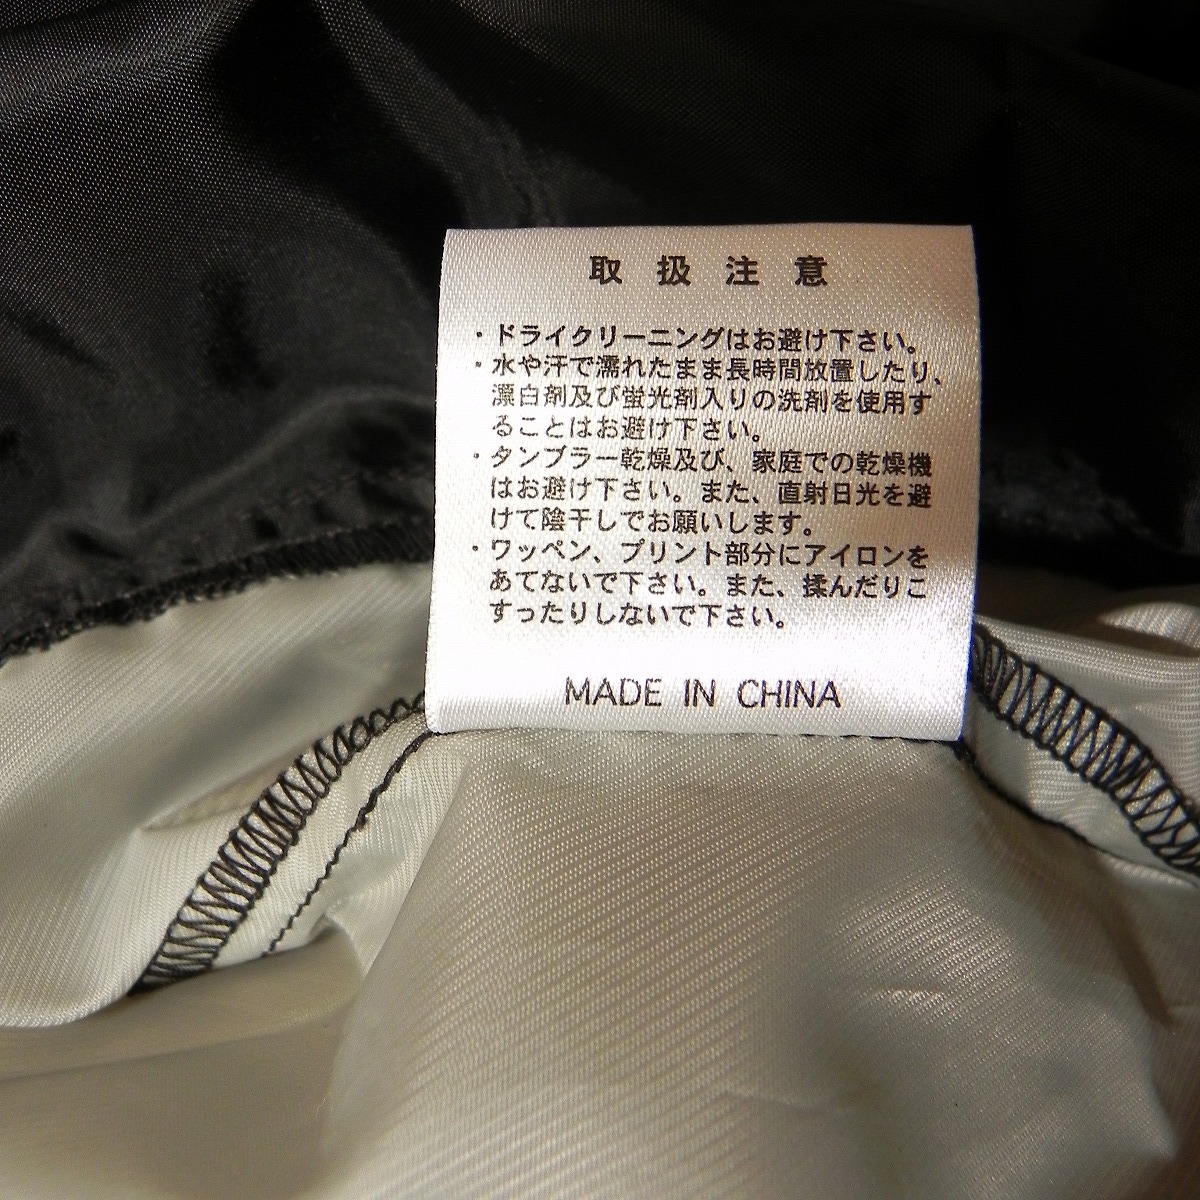 取扱注意
・ドライクリーニングはお避け下さい。
・水や汗で濡れたまま長時間放置したり、
漂白剤及び蛍光剤入りの洗剤を使用す
ることはお避け下さい。
・タンブラー乾燥及び、家庭での乾燥機
はお避け下さい。また、直射日光を避
けて陰干しでお願いします。
・ワッペン、プリント部分にアイロンを
あてないで下さい。また、揉んだりこ
すったりしないで下さい。
MADE IN CHINA